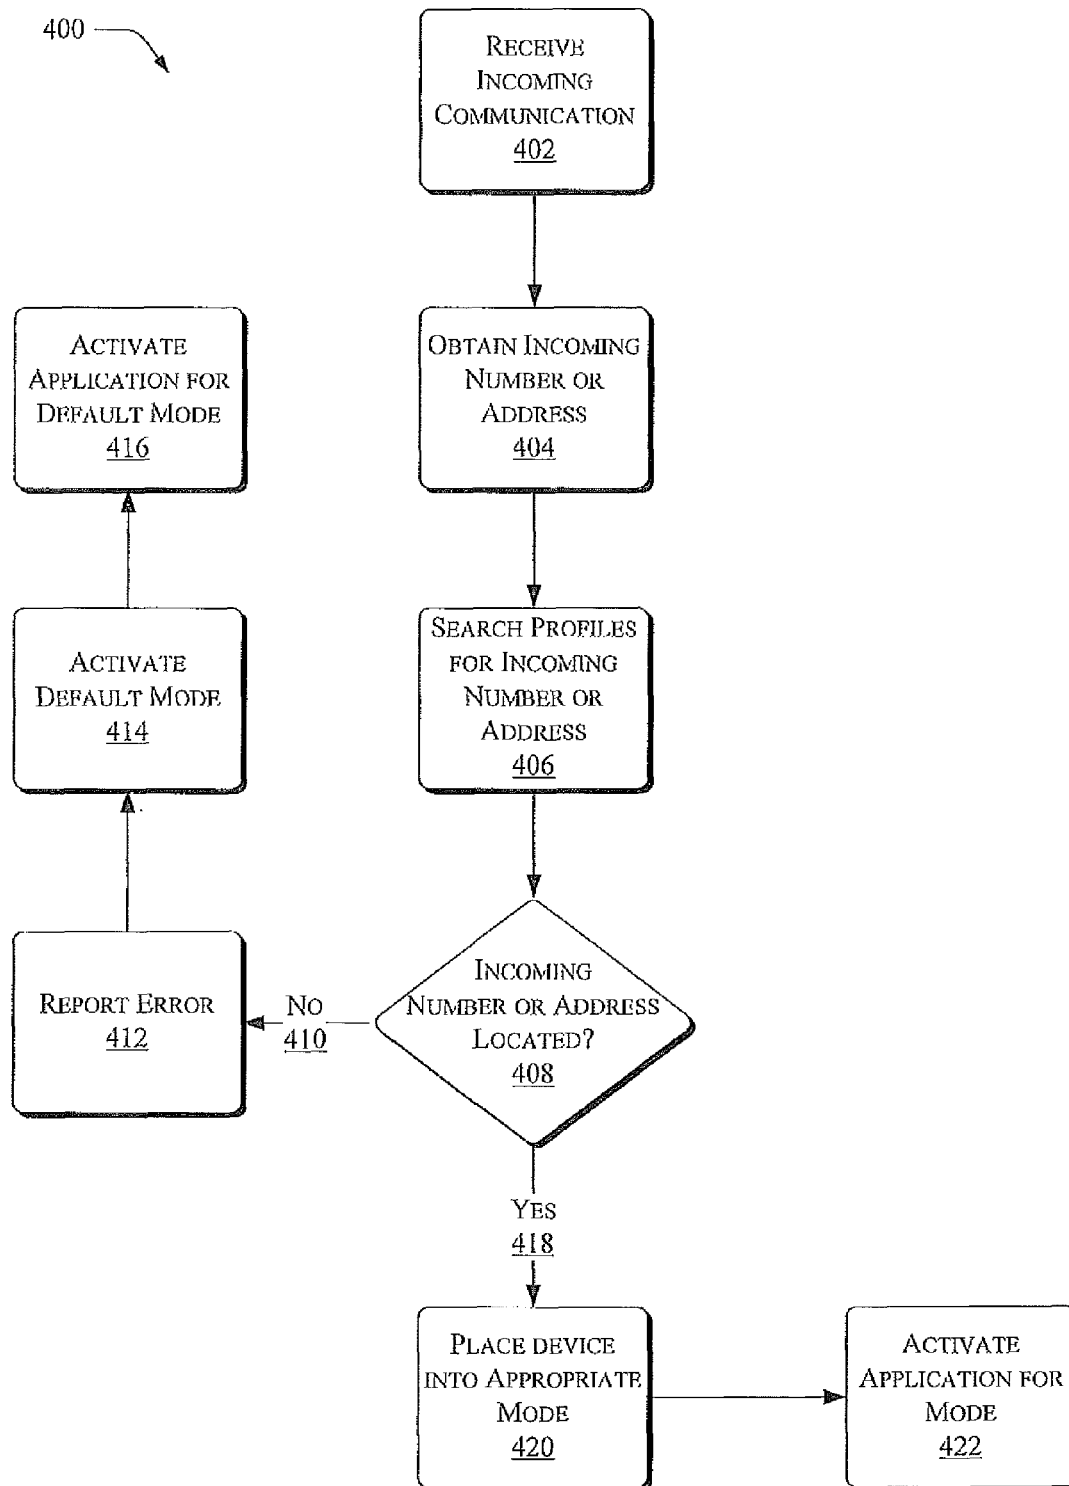 400
RECEIVE
INCOMING
COMMUNICATION
402
OBTAIN INCOMING
NUMBER OR
ADDRESS
404
SEARCH PROFILES
FOR INCOMING
NUMBER OR
ADDRESS
406
INCOMING
NUMBER OR ADDRESS
LOCATED?
408
NO
410
REPORT ERROR
412
ACTIVATE
DEFAULT MODE
414
ACTIVATE
APPLICATION FOR
DEFAULT MODE
416
YES
418
PLACE DEVICE
INTO APPROPRIATE
MODE
420
ACTIVATE
APPLICATION FOR
MODE
422